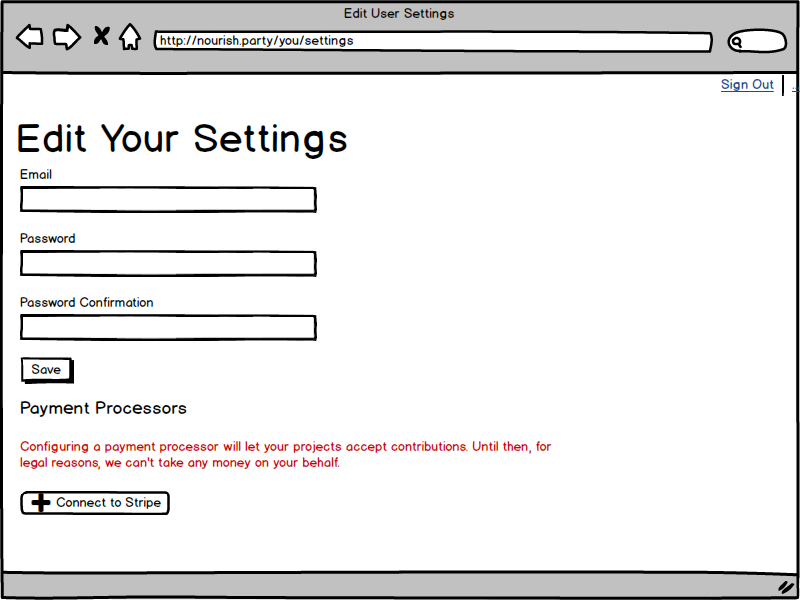 Edit User Settings
http://nourish.party/you/settings
Sign Out
Edit Your Settings
Email
Password
Password Confirmation
Save
Payment Processors
Configuring a payment processor will let your projects accept contributions. Until then, for
legal reasons, we can't take any money on your behalf.
Connect to Stripe